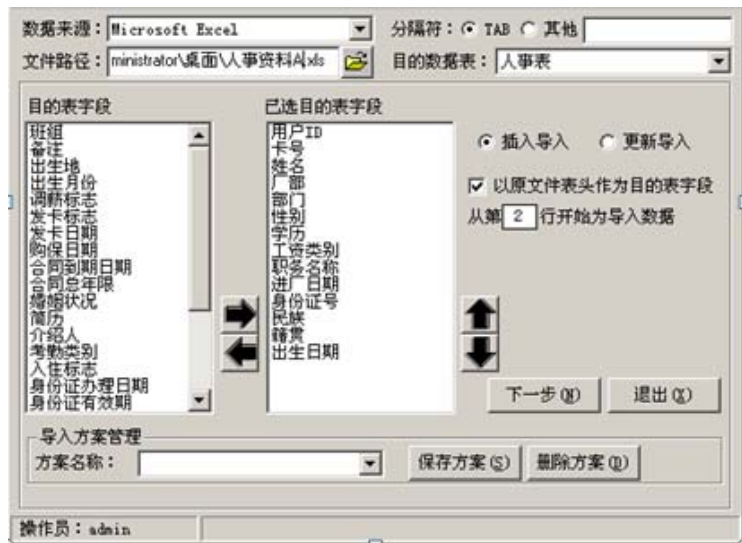 数据来源：Microsoft Excel 分隔符： TAB 其他
文件路径：ministrator\桌面\人事资料A.xls 目的数据表：人事表
目的表字段 已选目的表字段
班组
备注
出生地
出生月份
调薪标志
发卡标志
发卡日期
购保日期
合同到期日期
合同总年限
婚姻状况
简历
介绍人
考勤类别
入住标志
身份证办理日期
身份证有效期
用户ID
卡号
姓名
厂部
部门
性别
学历
工资类别
职务名称
进厂日期
身份证号
民族
籍贯
出生日期
插入导入 更新导入
以原文件表头作为目的表字段
从第 2 行开始为导入数据
下一步(N) 退出(X)
导入方案管理
方案名称： 保存方案(S) 删除方案(D)
操作员：admin